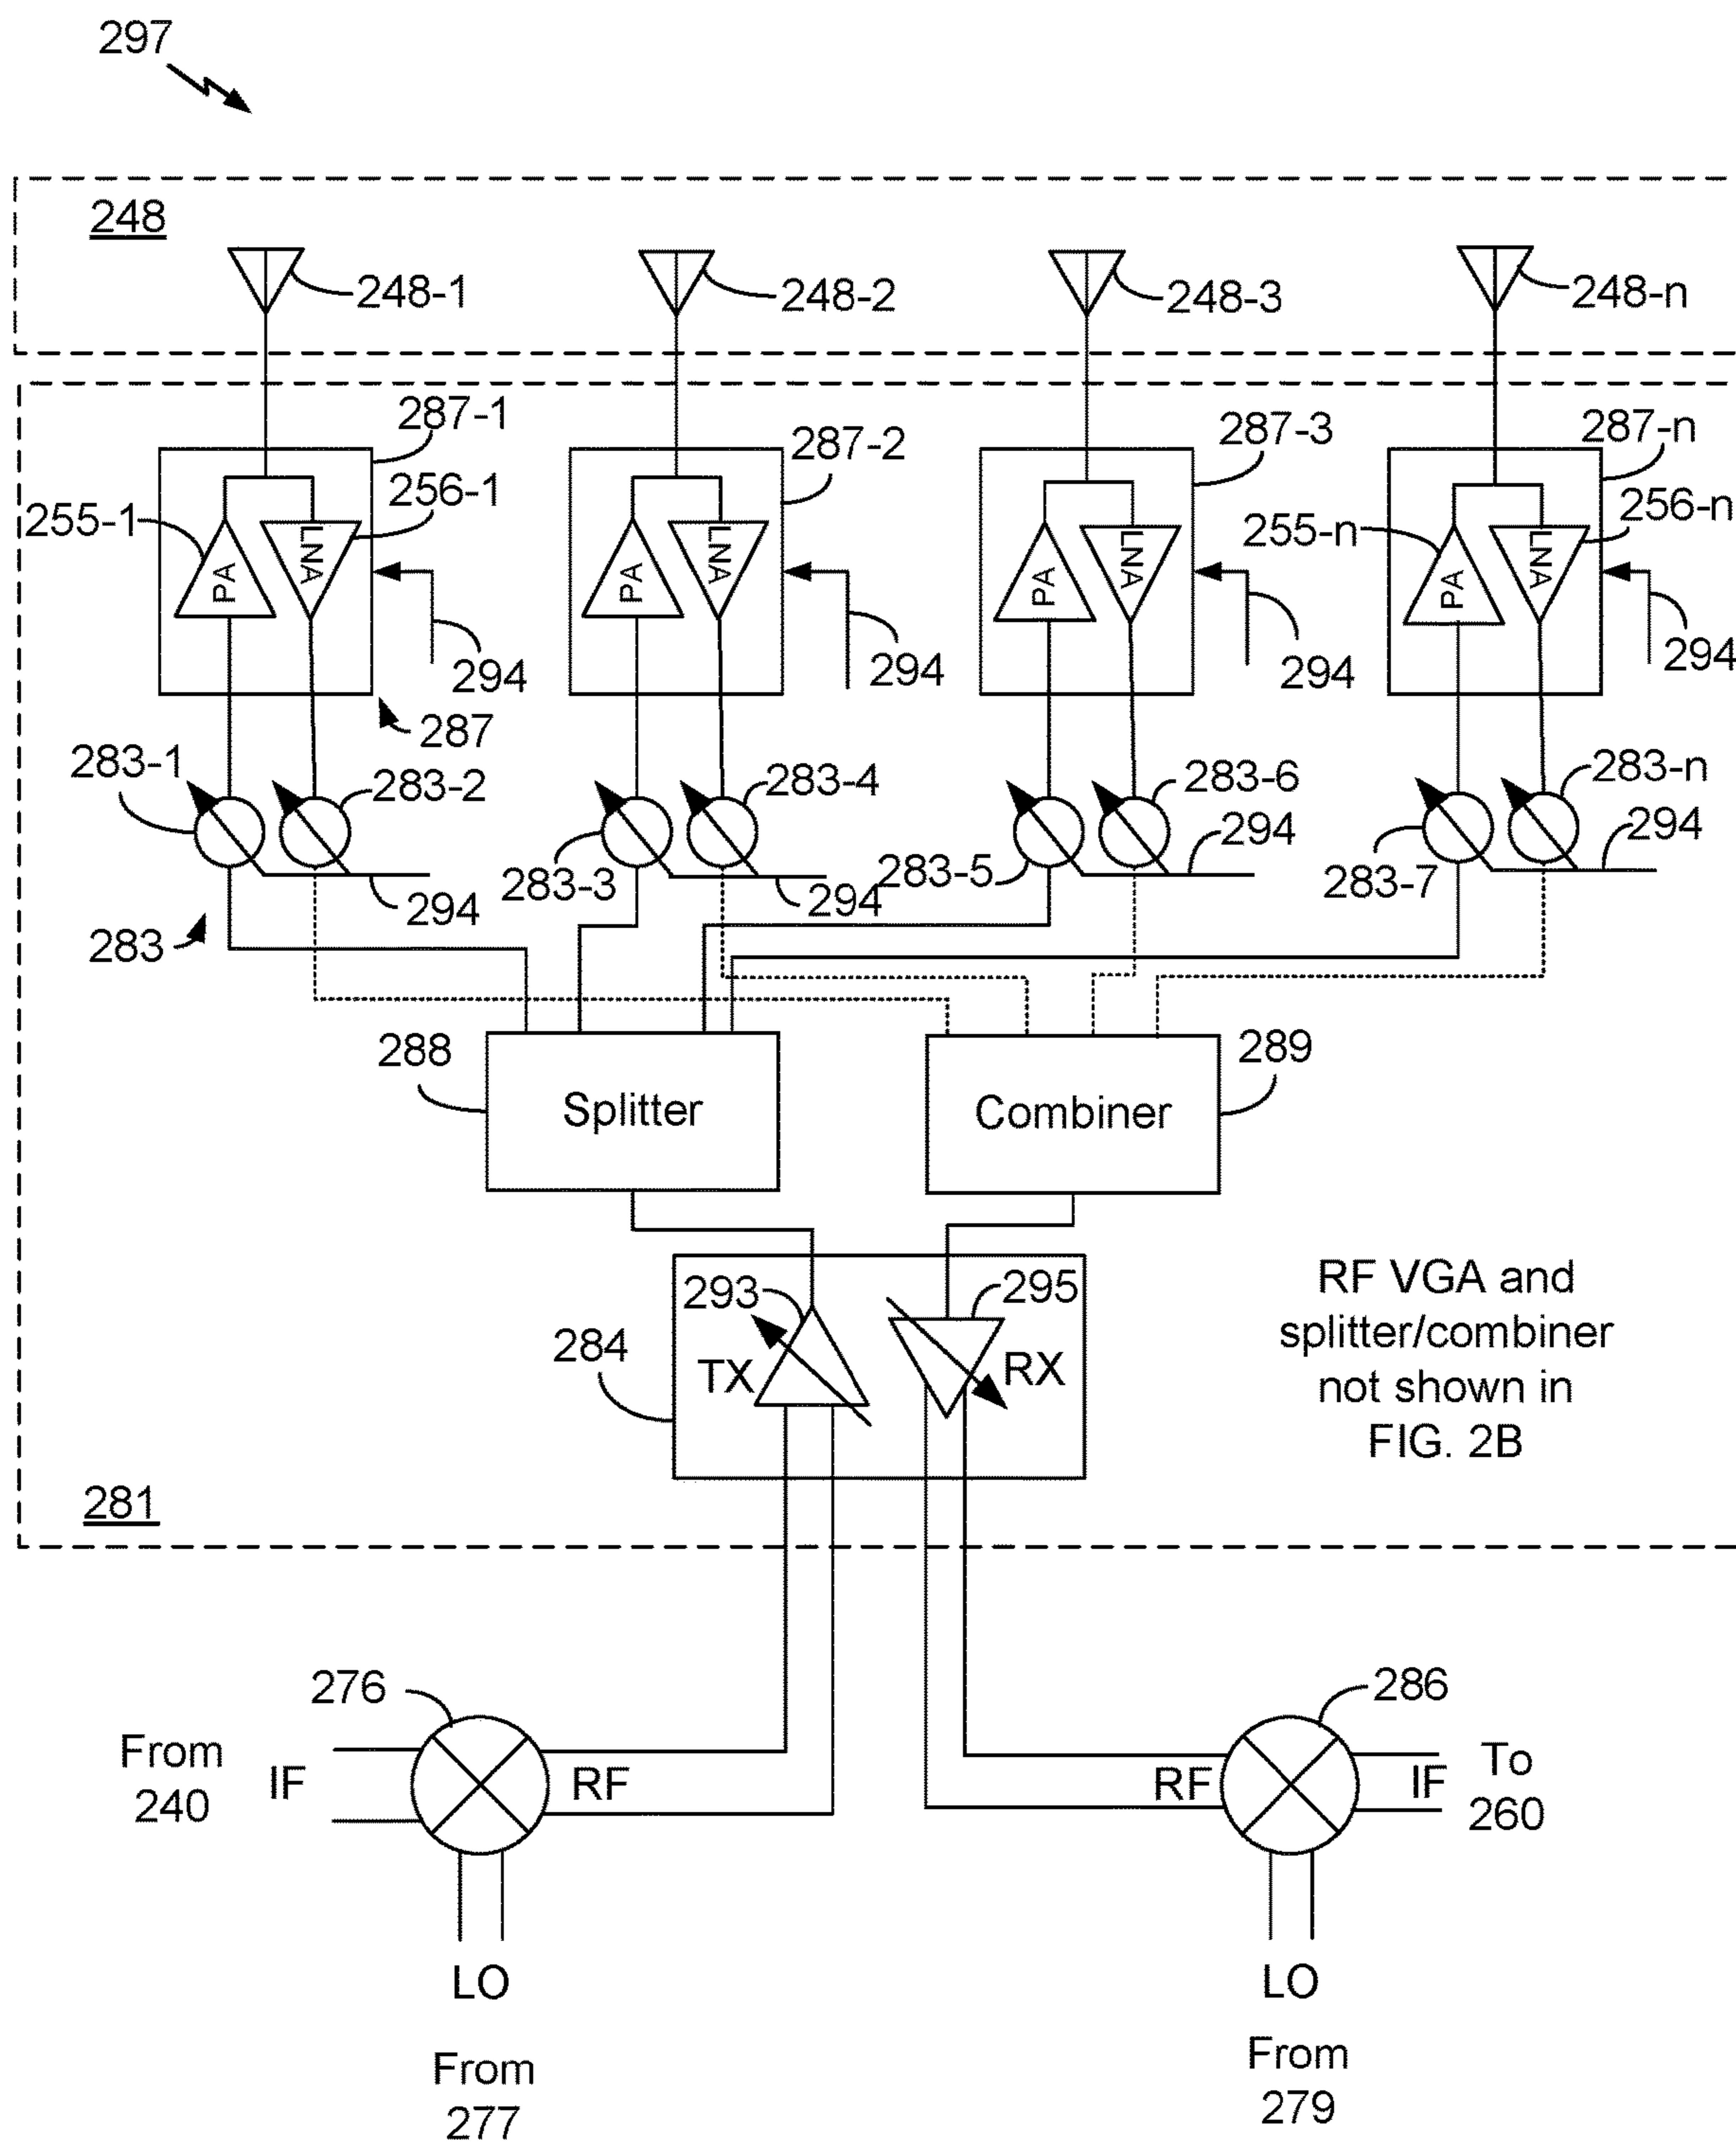 297
248
248-1
248-2
248-3
248-n
287-1
287-2
287-3
287-n
256-1
256-n
255-1
255-n
PA
LNA
PA
LNA
PA
LNA
PA
LNA
294
294
294
294
287
283-1
283-2
283-4
283-6
283-n
283-3
283-5
283-7
294
294
294
294
283
288
289
Splitter
Combiner
293
295
284
TX
RX
RF VGA and
splitter/combiner
not shown in
FIG. 2B
281
276
286
From
240
IF
RF
RF
IF
To
260
LO
LO
From
277
From
279